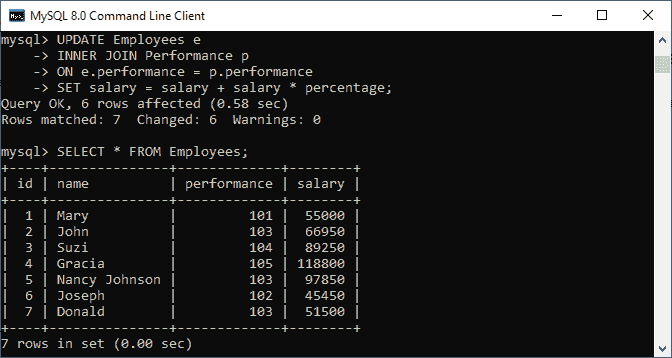 MySQL 8.0 Command Line Client
mysql> UPDATE Employees e
    -> INNER JOIN Performance p
    -> ON e.performance = p.performance
    -> SET salary = salary + salary * percentage;
Query OK, 6 rows affected (0.58 sec)
Rows matched: 7  Changed: 6  Warnings: 0

mysql> SELECT * FROM Employees;
+----+---------------+-------------+--------+
| id | name          | performance | salary |
+----+---------------+-------------+--------+
|  1 | Mary          |         101 |  55000 |
|  2 | John          |         103 |  66950 |
|  3 | Suzi          |         104 |  89250 |
|  4 | Gracia        |         105 | 118800 |
|  5 | Nancy Johnson |         103 |  97850 |
|  6 | Joseph        |         102 |  45450 |
|  7 | Donald        |         103 |  51500 |
+----+---------------+-------------+--------+
7 rows in set (0.00 sec)